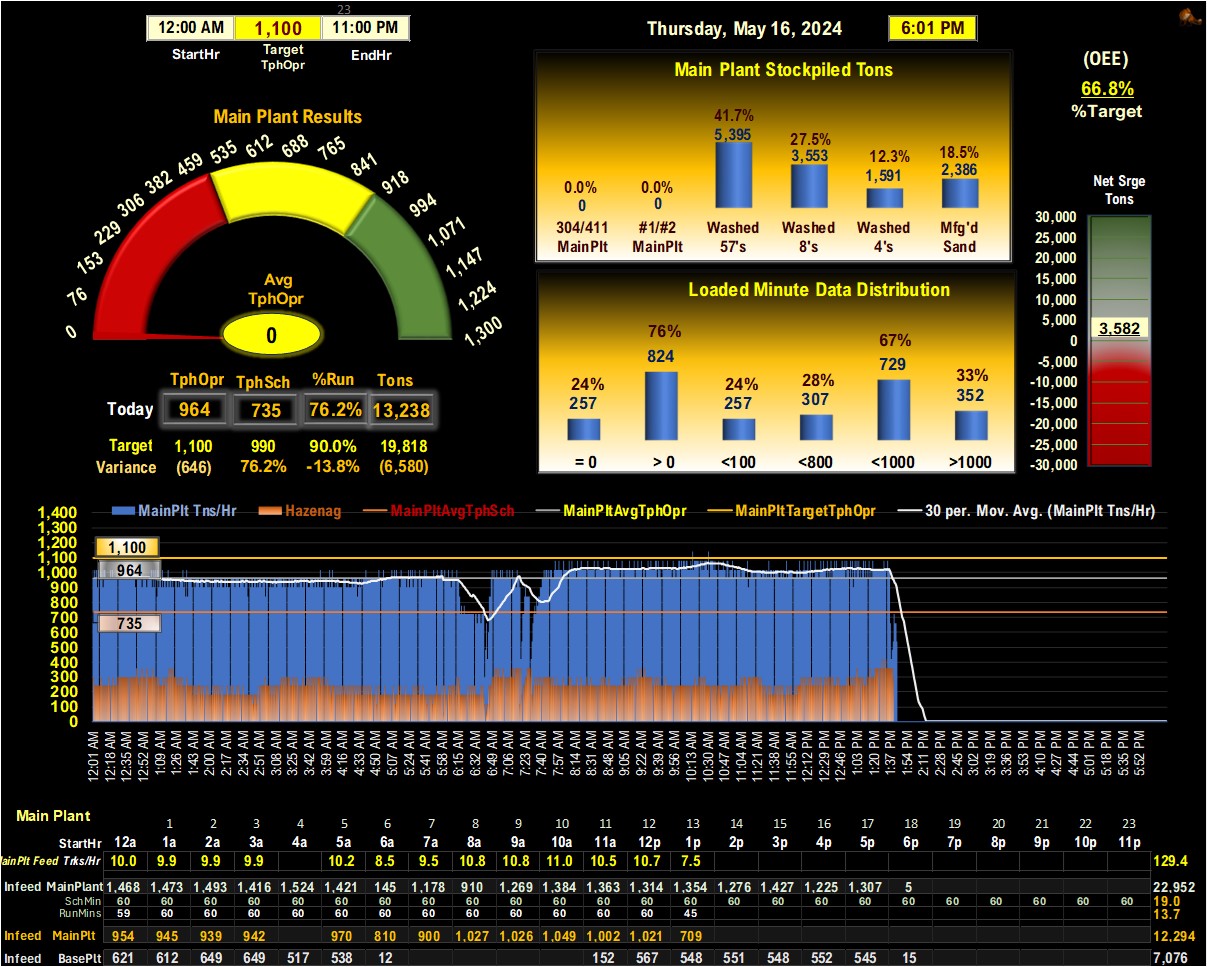 23
12:00 AM 1,100 11:00 PM
StartHr Target TphOpr EndHr
Thursday, May 16, 2024 6:01 PM
(OEE)
66.8%
%Target
Main Plant Results
0 76 153 229 306 382 459 535 612 688 765 841 918 994 1,071 1,147 1,224 1,300
Avg
TphOpr
0
TphOpr TphSch %Run Tons
Today 964 735 76.2% 13,238
Target 1,100 990 90.0% 19,818
Variance (646) 76.2% -13.8% (6,580)
Main Plant Stockpiled Tons
0.0% 0.0% 41.7% 27.5% 12.3% 18.5%
0 0 5,395 3,553 1,591 2,386
304/411 #1/#2 Washed Washed Washed Mfg'd
MainPlt MainPlt 57's 8's 4's Sand
Loaded Minute Data Distribution
24% 76% 24% 28% 67% 33%
257 824 257 307 729 352
= 0 > 0 <100 <800 <1000 >1000
Net Srge
Tons
30,000
25,000
20,000
15,000
10,000
5,000
3,582
0
-5,000
-10,000
-15,000
-20,000
-25,000
-30,000
MainPlt Tns/Hr Hazenag MainPltAvgTphSch MainPltAvgTphOpr MainPltTargetTphOpr 30 per. Mov. Avg. (MainPlt Tns/Hr)
1,400
1,300
1,200
1,100
1,000
900
800
700
600
500
400
300
200
100
0
1,100
964
735
12:01 AM 12:18 AM 12:35 AM 12:52 AM 1:09 AM 1:26 AM 1:43 AM 2:00 AM 2:17 AM 2:34 AM 2:51 AM 3:08 AM 3:25 AM 3:42 AM 3:59 AM 4:16 AM 4:33 AM 4:50 AM 5:07 AM 5:24 AM 5:41 AM 5:58 AM 6:15 AM 6:32 AM 6:49 AM 7:06 AM 7:23 AM 7:40 AM 7:57 AM 8:14 AM 8:31 AM 8:48 AM 9:05 AM 9:22 AM 9:39 AM 9:56 AM 10:13 AM 10:30 AM 10:47 AM 11:04 AM 11:21 AM 11:38 AM 11:55 AM 12:12 PM 12:29 PM 12:46 PM 1:03 PM 1:20 PM 1:37 PM 1:54 PM 2:11 PM 2:28 PM 2:45 PM 3:02 PM 3:19 PM 3:36 PM 3:53 PM 4:10 PM 4:27 PM 4:44 PM 5:01 PM 5:18 PM 5:35 PM 5:52 PM
Main Plant
1 2 3 4 5 6 7 8 9 10 11 12 13 14 15 16 17 18 19 20 21 22 23
StartHr 12a 1a 2a 3a 4a 5a 6a 7a 8a 9a 10a 11a 12p 1p 2p 3p 4p 5p 6p 7p 8p 9p 10p 11p
MainPlt Feed Trks/Hr 10.0 9.9 9.9 9.9 10.2 8.5 9.5 10.8 10.8 11.0 10.5 10.7 7.5 129.4
Infeed MainPlant 1,468 1,473 1,493 1,416 1,524 1,421 145 1,178 910 1,269 1,384 1,363 1,314 1,354 1,276 1,427 1,225 1,307 5 22,952
SchMin 60 60 60 60 60 60 60 60 60 60 60 60 60 60 60 60 60 60 60 60 60 60 60 60 19.0
RunMins 59 60 60 60 60 60 60 60 60 60 60 60 45 13.7
Infeed MainPlt 954 945 939 942 970 810 900 1,027 1,026 1,049 1,002 1,021 709 12,294
Infeed BasePlt 621 612 649 649 517 538 12 152 567 548 551 548 552 545 15 7,076